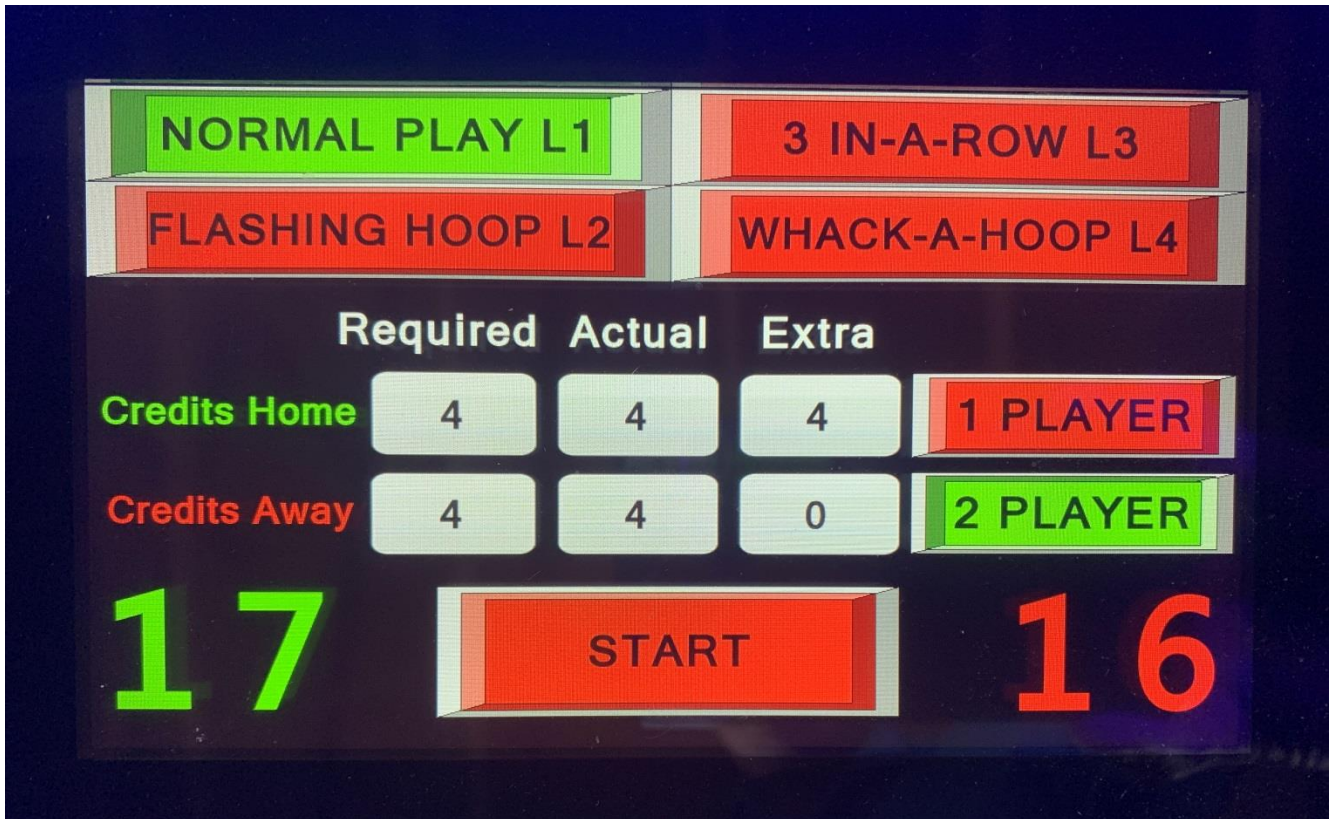 NORMAL PLAY L1 3 IN-A-ROW L3
FLASHING HOOP L2 WHACK-A-HOOP L4
Required Actual Extra
Credits Home 4 4 4 1 PLAYER
Credits Away 4 4 0 2 PLAYER
17 START 16